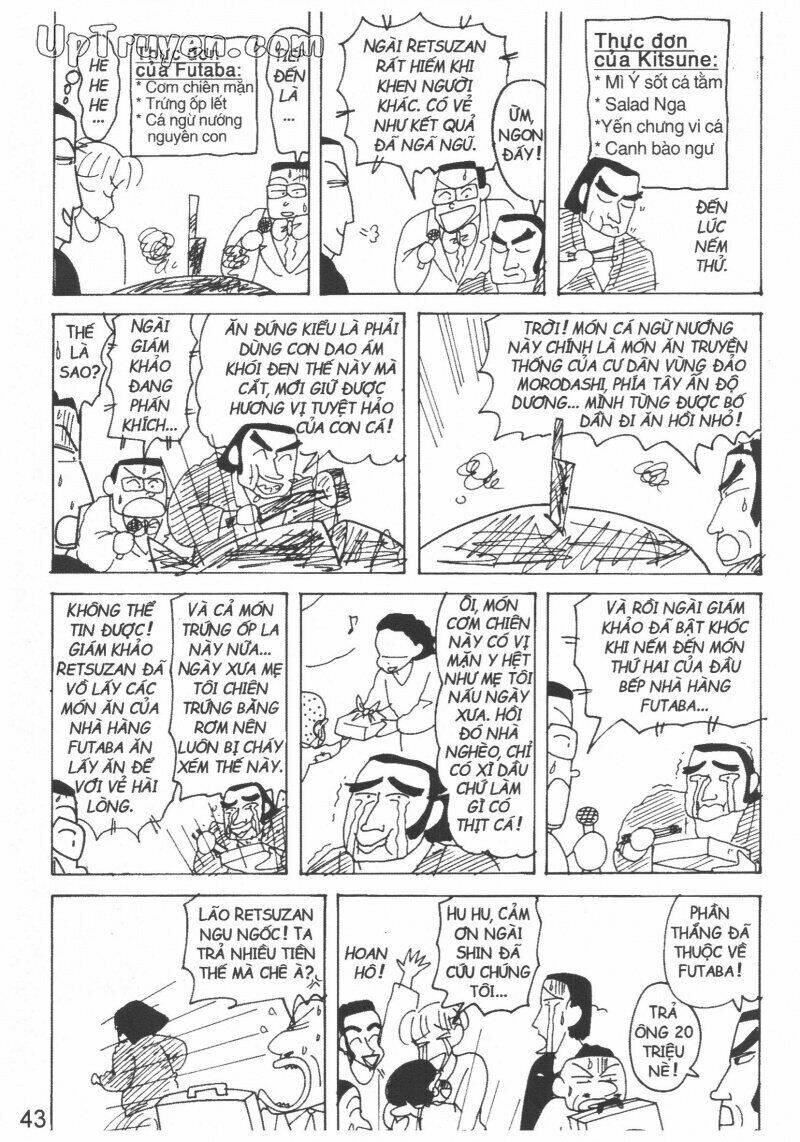 UpTruyen.com
Thực đơn
của Kitsune:
* Mì Ý sốt cá tằm
* Salad Nga
*Yến chưng vi cá
* Canh bào ngư
ĐẾN
LÚC
NẾM
THỬ.
NGÀI RETSUZAN
RẤT HIẾM KHI
KHEN NGƯỜI
KHÁC. CÓ VẺ
NHƯ KẾT QUẢ
ĐÃ NGÃ NGŨ.
ỪM,
NGON
ĐẤY!
Thực đơn
của Futaba:
* Cơm chiên mặn
* Trứng ốp lết
* Cá ngừ nướng
nguyên con
ĐẾN
LÀ
...
HE
HE
HE
...
TRỜI! MÓN CÁ NGỪ NƯỚNG
NÀY CHÍNH LÀ MÓN ĂN TRUYỀN
THỐNG CỦA CƯ DÂN VÙNG ĐẢO
MORODASHI, PHÍA TÂY ẤN ĐỘ
DƯƠNG... MÌNH TỪNG ĐƯỢC BỐ
DẪN ĐI ĂN HỒI NHỎ!
ĂN ĐÚNG KIỂU LÀ PHẢI
DÙNG CON DAO ÁM
KHÓI ĐEN THẾ NÀY MÀ
CẮT, MỚI GIỮ ĐƯỢC
HƯƠNG VỊ TUYỆT HẢO
CỦA CON CÁ!
NGÀI
GIÁM
KHẢO
ĐANG
PHẤN
KHÍCH...
THẾ
LÀ
SAO?
VÀ RỒI NGÀI GIÁM
KHẢO ĐÃ BẬT KHÓC
KHI NẾM ĐẾN MÓN
THỨ HAI CỦA ĐẦU
BẾP NHÀ HÀNG
FUTABA...
ÔI, MÓN
CƠM CHIÊN
NÀY CÓ VỊ
MẶN Y HỆT
NHƯ MẸ TÔI
NẤU NGÀY
XƯA. HỒI
ĐÓ NHÀ
NGHÈO, CHỈ
CÓ XÌ DẦU
CHỨ LÀM
GÌ CÓ
THỊT CÁ!
VÀ CẢ MÓN
TRỨNG ỐP LA
NÀY NỮA...
NGÀY XƯA MẸ
TÔI CHIÊN
TRỨNG BẰNG
RƠM NÊN
LUÔN BỊ CHÁY
XÉM THẾ NÀY.
KHÔNG THỂ
TIN ĐƯỢC!
GIÁM KHẢO
RETSUZAN ĐÃ
VỒ LẤY CÁC
MÓN ĂN CỦA
NHÀ HÀNG
FUTABA ĂN
LẤY ĂN ĐỂ
VỚI VẺ HÀI
LÒNG.
PHẦN
THẮNG ĐÃ
THUỘC VỀ
FUTABA!
TRẢ
ÔNG 20
TRIỆU
NÈ!
HU HU, CẢM
ƠN NGÀI
SHIN ĐÃ
CỨU CHÚNG
TÔI...
HOAN
HÔ!
LÃO RETSUZAN
NGU NGỐC! TA
TRẢ NHIỀU TIỀN
THẾ MÀ CHÊ À?
43